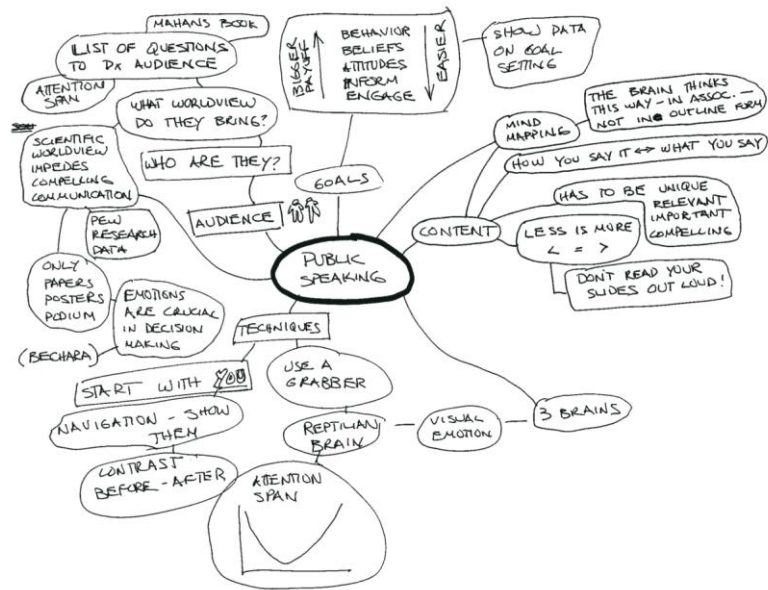 MAHANS BOOK
LIST OF QUESTIONS
TO Dx AUDIENCE
ATTENTION
SPAN
WHAT WORLDVIEW
DO THEY BRING?
SCIENTIFIC
WORLDVIEW
IMPEDES
COMPELLING
COMMUNICATION
WHO ARE THEY?
AUDIENCE
PEW
RESEARCH
DATA
ONLY
PAPERS
POSTERS
PODIUM
EMOTIONS
ARE CRUCIAL
IN DECISION
MAKING
(BECHARA)
BIGGER
PAYOFF
BEHAVIOR
BELIEFS
ATTITUDES
INFORM
ENGAGE
EASIER
SHOW DATA
ON GOAL
SETTING
GOALS
PUBLIC
SPEAKING
MIND
MAPPING
THE BRAIN THINKS
THIS WAY - IN ASSOC. -
NOT IN OUTLINE FORM
HOW YOU SAY IT ↔ WHAT YOU SAY
CONTENT
HAS TO BE UNIQUE
RELEVANT
IMPORTANT
COMPELLING
LESS IS MORE
< = >
DON'T READ YOUR
SLIDES OUT LOUD!
TECHNIQUES
START WITH YOU
NAVIGATION - SHOW
THEM
CONTRAST
BEFORE - AFTER
USE A
GRABBER
REPTILIAN
BRAIN
VISUAL
EMOTION
3 BRAINS
ATTENTION
SPAN